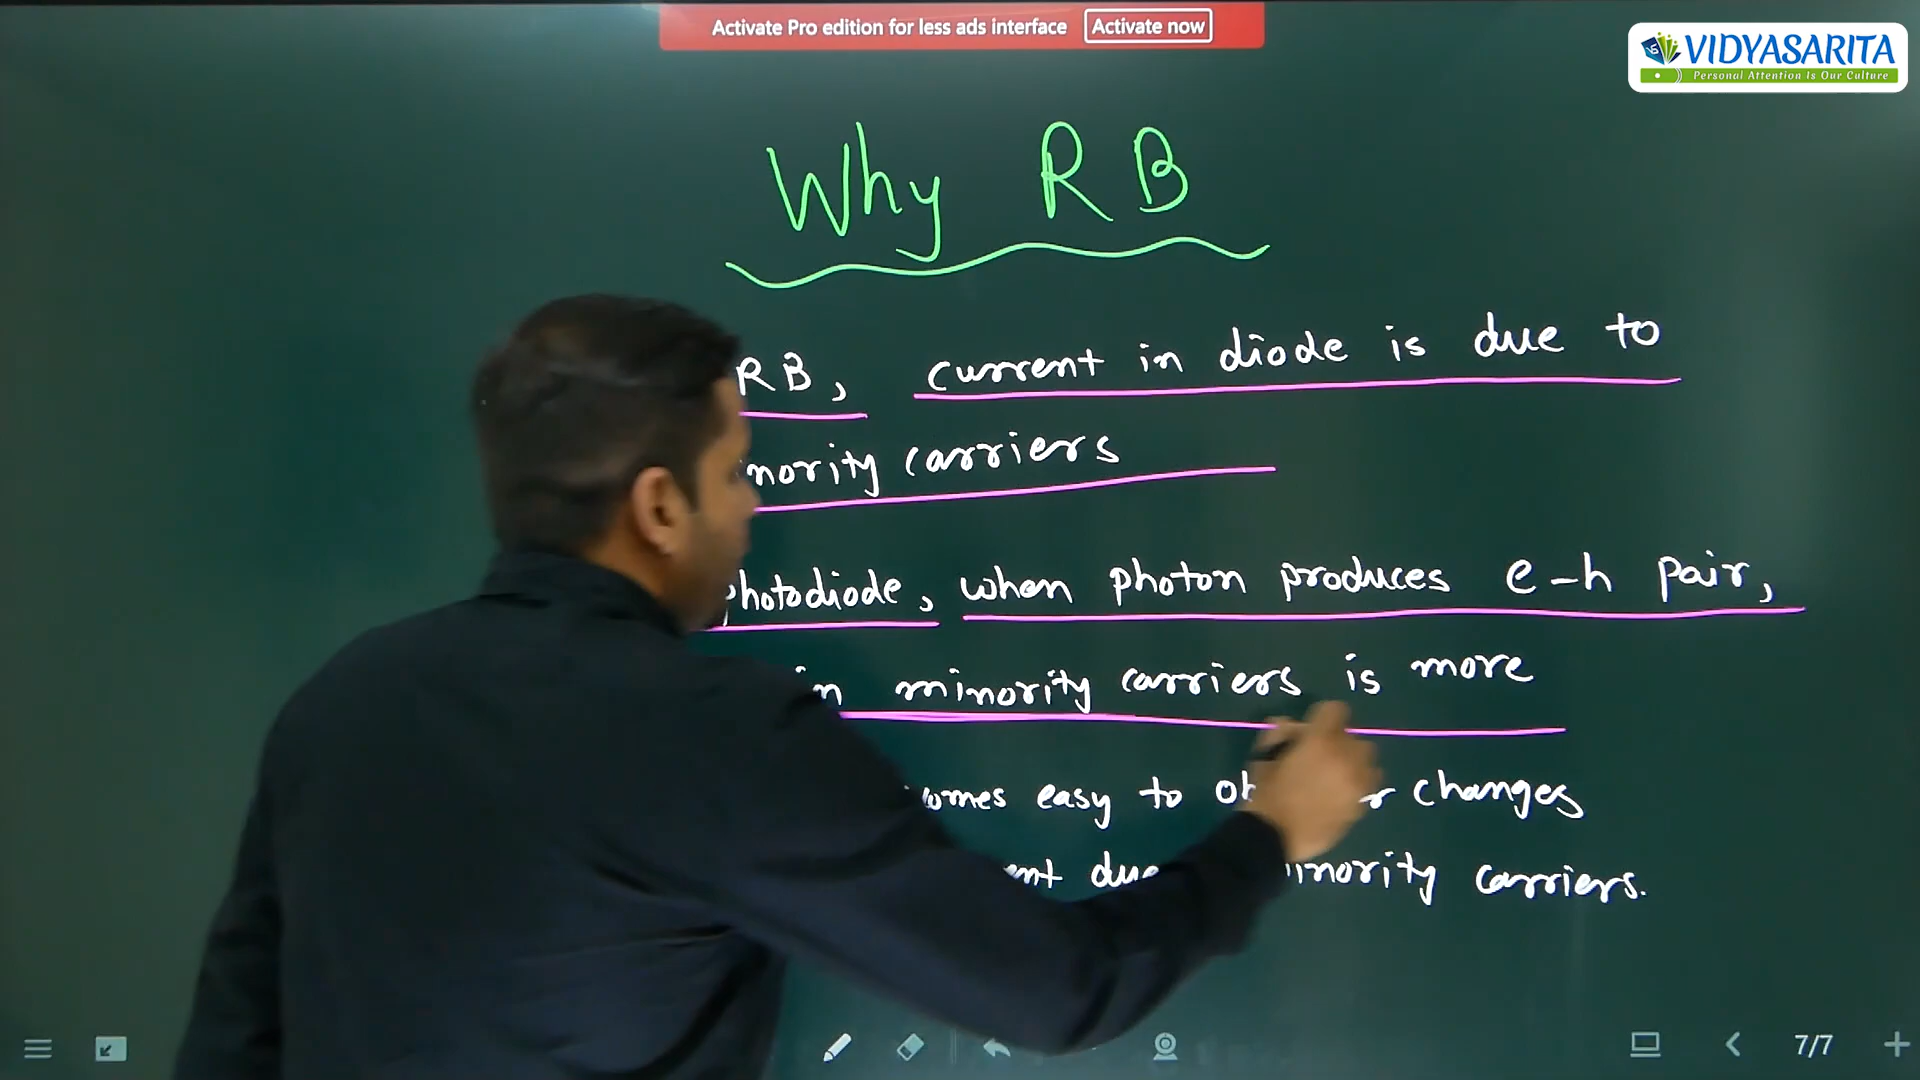 Activate Pro edition for less ads interface Activate now
VIDYASARITA
Personal Attention Is Our Culture
Why RB
RB, current in diode is due to
carriers
photodiode, when photon produces e-h pair,
in minority carriers is more
easy to changes
due carriers.
7/7